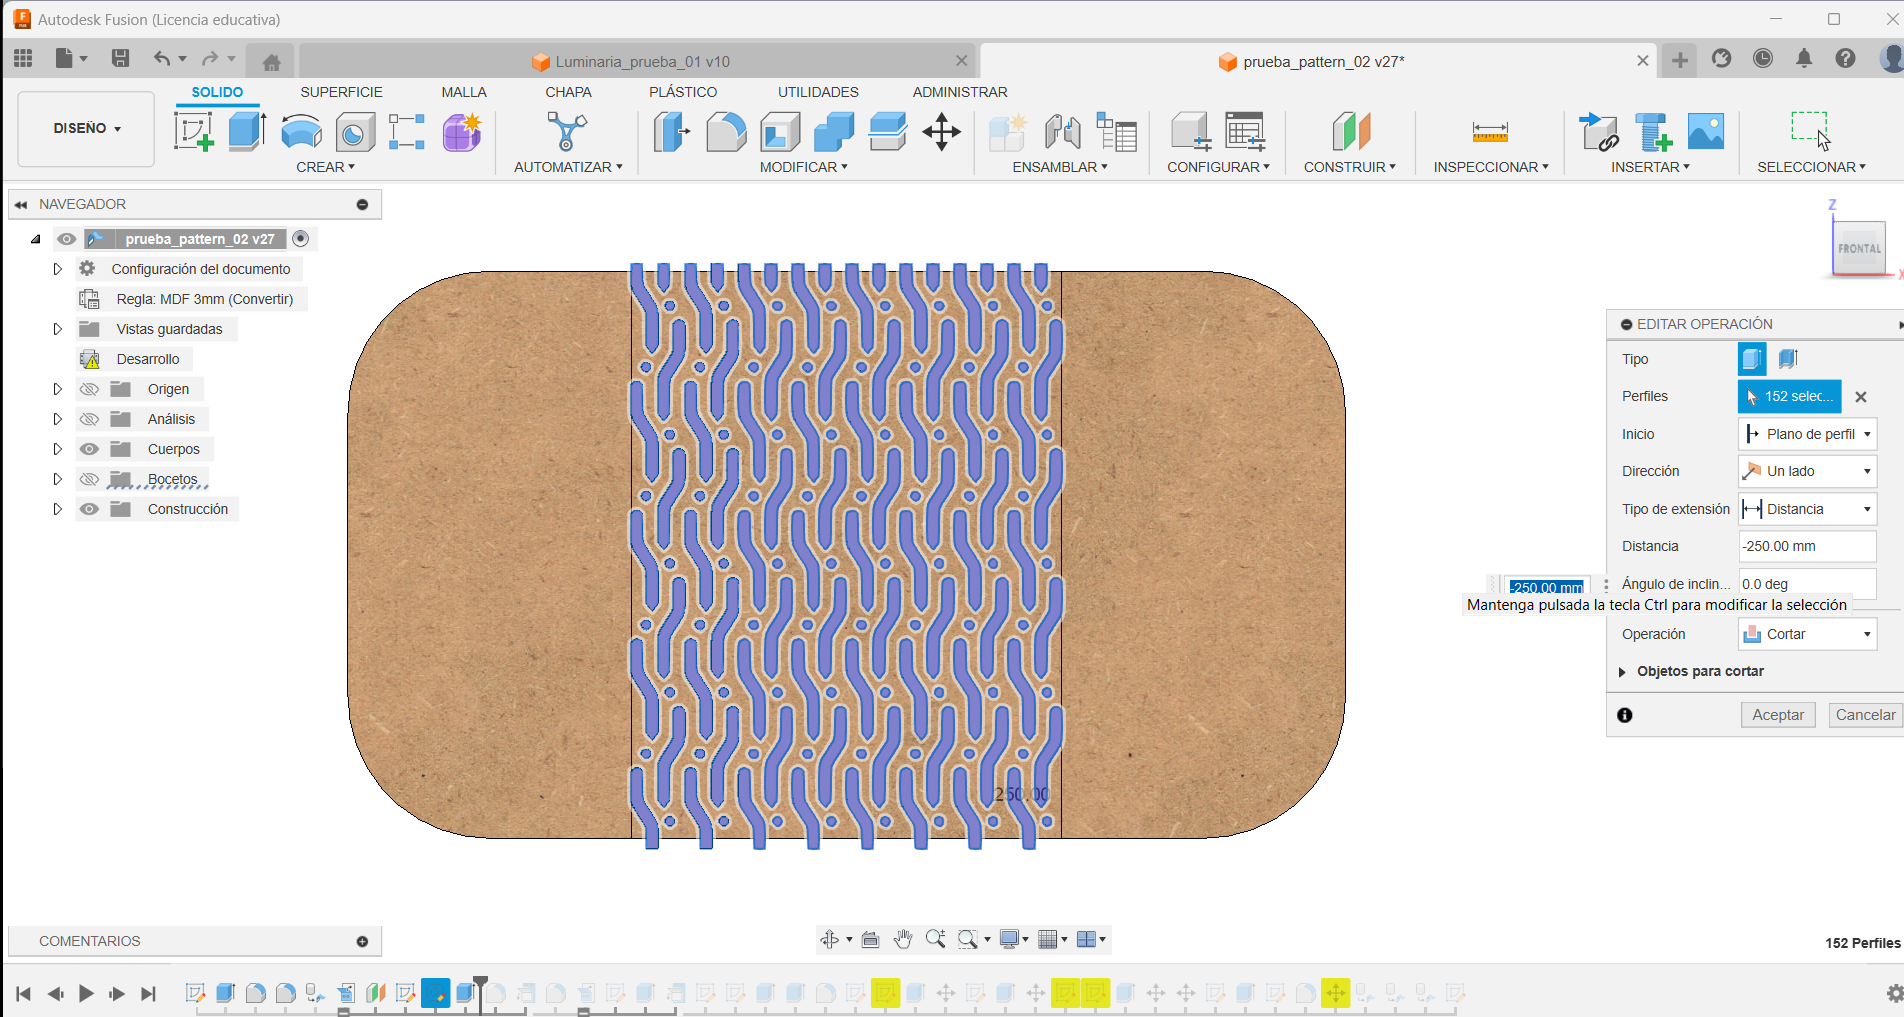 Autodesk Fusion (Licencia educativa)
Luminaria_prueba_01 v10
prueba_pattern_02 v27*
DISEÑO
SOLIDO
SUPERFICIE
MALLA
CHAPA
PLÁSTICO
UTILIDADES
ADMINISTRAR
CREAR
AUTOMATIZAR
MODIFICAR
ENSAMBLAR
CONFIGURAR
CONSTRUIR
INSPECCIONAR
INSERTAR
SELECCIONAR
NAVEGADOR
prueba_pattern_02 v27
Configuración del documento
Regla: MDF 3mm (Convertir)
Vistas guardadas
Desarrollo
Origen
Análisis
Cuerpos
Bocetos
Construcción
Z
FRONTAL
X
EDITAR OPERACIÓN
Tipo
Perfiles 152 selec...
Inicio Plano de perfil
Dirección Un lado
Tipo de extensión Distancia
Distancia -250.00 mm
-250.00 mm
Ángulo de inclin... 0.0 deg
Mantenga pulsada la tecla Ctrl para modificar la selección
Operación Cortar
Objetos para cortar
Aceptar Cancelar
250.00
COMENTARIOS
152 Perfiles